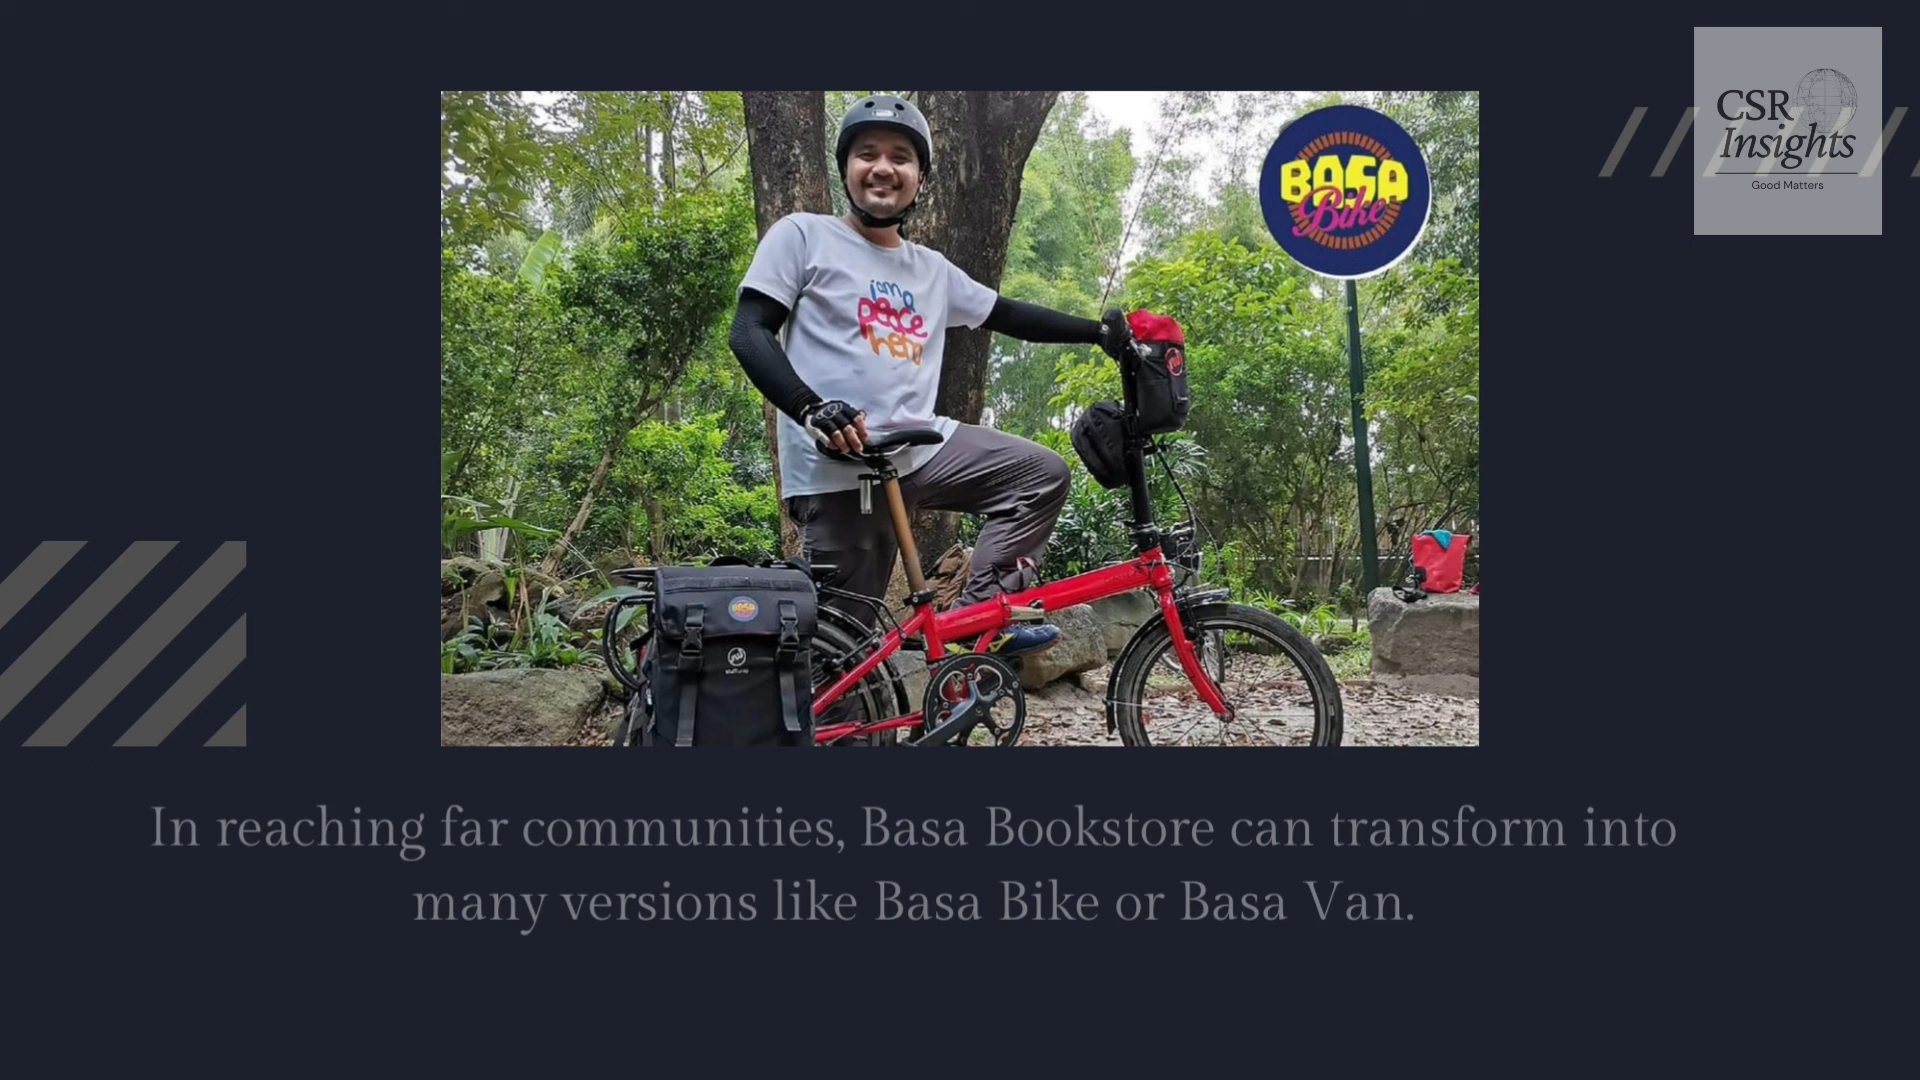 CSR
Insights
Good Matters
BASA
Bike
i am a
peace
hero
BASA
In reaching far communities, Basa Bookstore can transform into
many versions like Basa Bike or Basa Van.